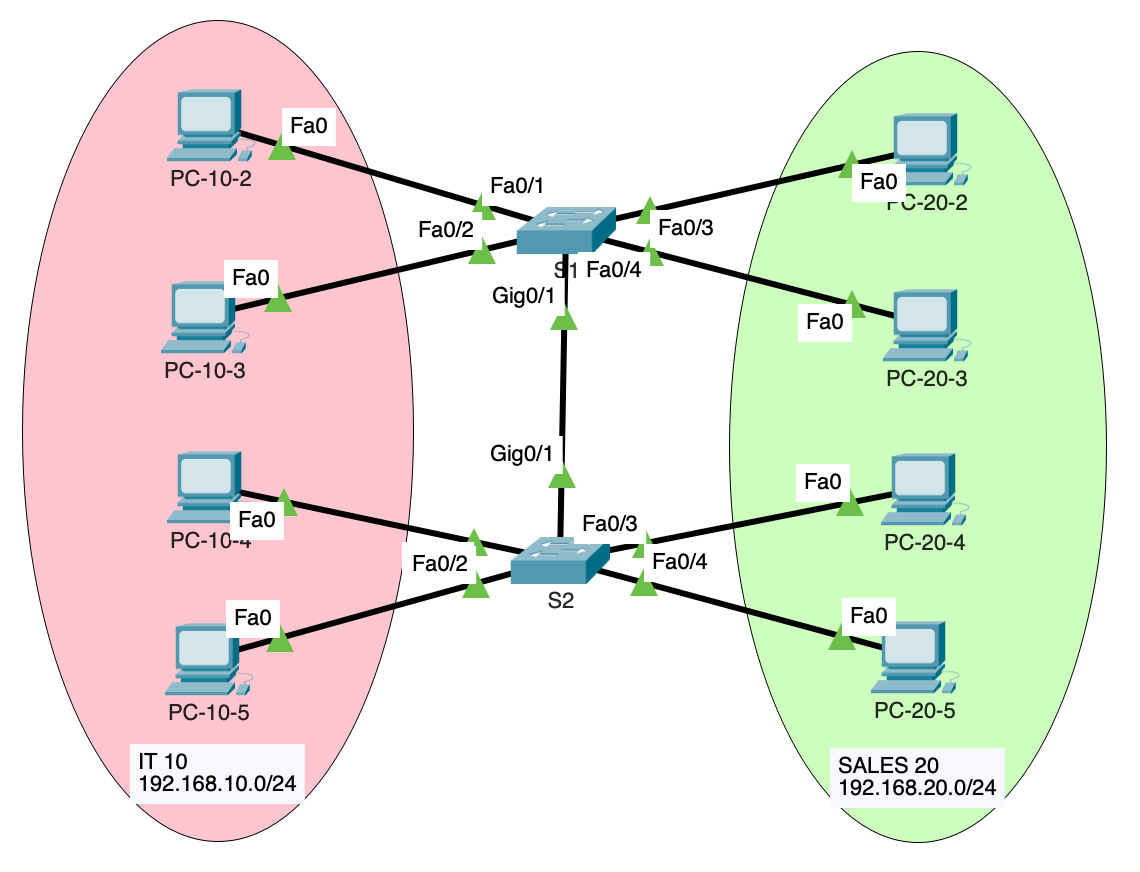 Fa0
PC-10-2
Fa0/1
Fa0/2
Fa0
PC-20-2
Fa0/3
Fa0
PC-10-3
S1
Fa0/4
Gig0/1
Fa0
PC-20-3
Gig0/1
Fa0
PC-10-4
Fa0/3
Fa0
PC-20-4
Fa0/2
S2
Fa0/4
Fa0
PC-10-5
Fa0
PC-20-5
IT 10
192.168.10.0/24
SALES 20
192.168.20.0/24